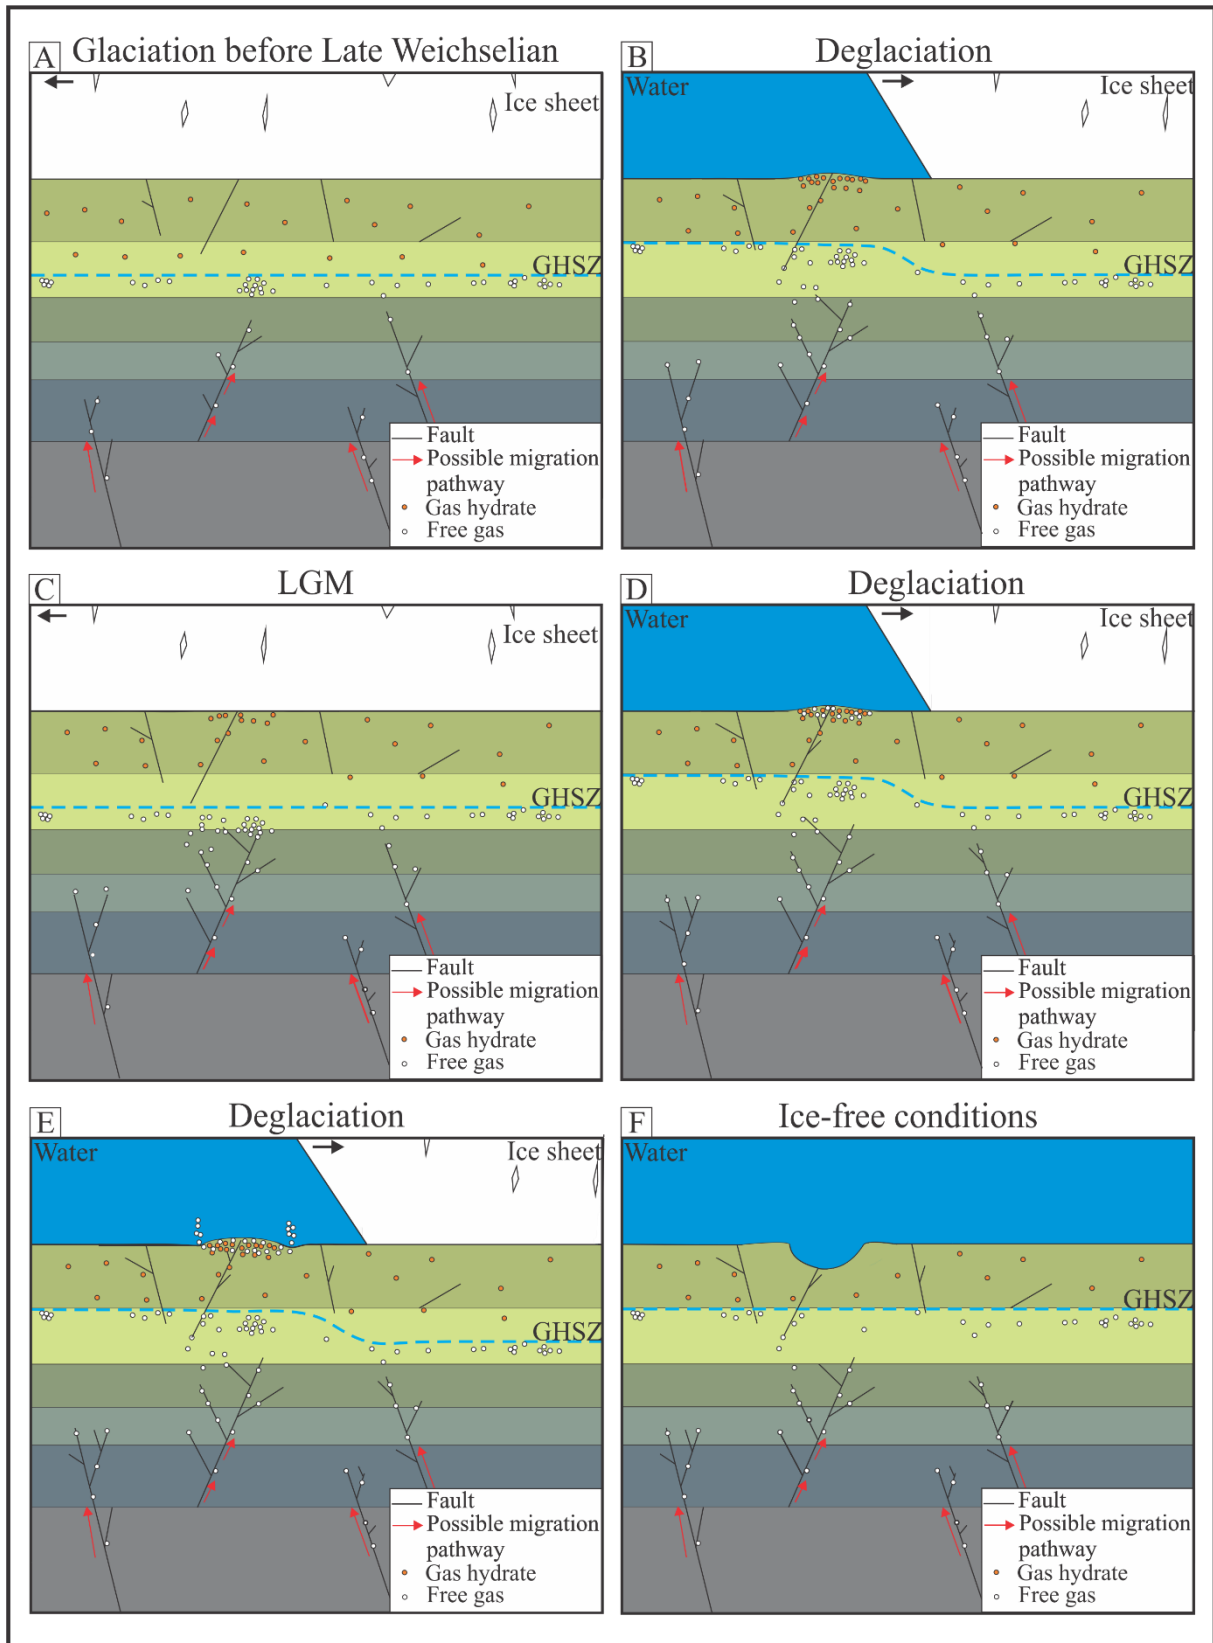 A
Glaciation before Late Weichselian
Ice sheet
GHSZ
Fault
Possible migration
pathway
Gas hydrate
Free gas
B
Deglaciation
Water
Ice sheet
GHSZ
Fault
Possible migration
pathway
Gas hydrate
Free gas
C
LGM
Ice sheet
GHSZ
Fault
Possible migration
pathway
Gas hydrate
Free gas
D
Deglaciation
Water
Ice sheet
GHSZ
Fault
Possible migration
pathway
Gas hydrate
Free gas
E
Deglaciation
Water
Ice sheet
GHSZ
Fault
Possible migration
pathway
Gas hydrate
Free gas
F
Ice-free conditions
Water
GHSZ
Fault
Possible migration
pathway
Gas hydrate
Free gas